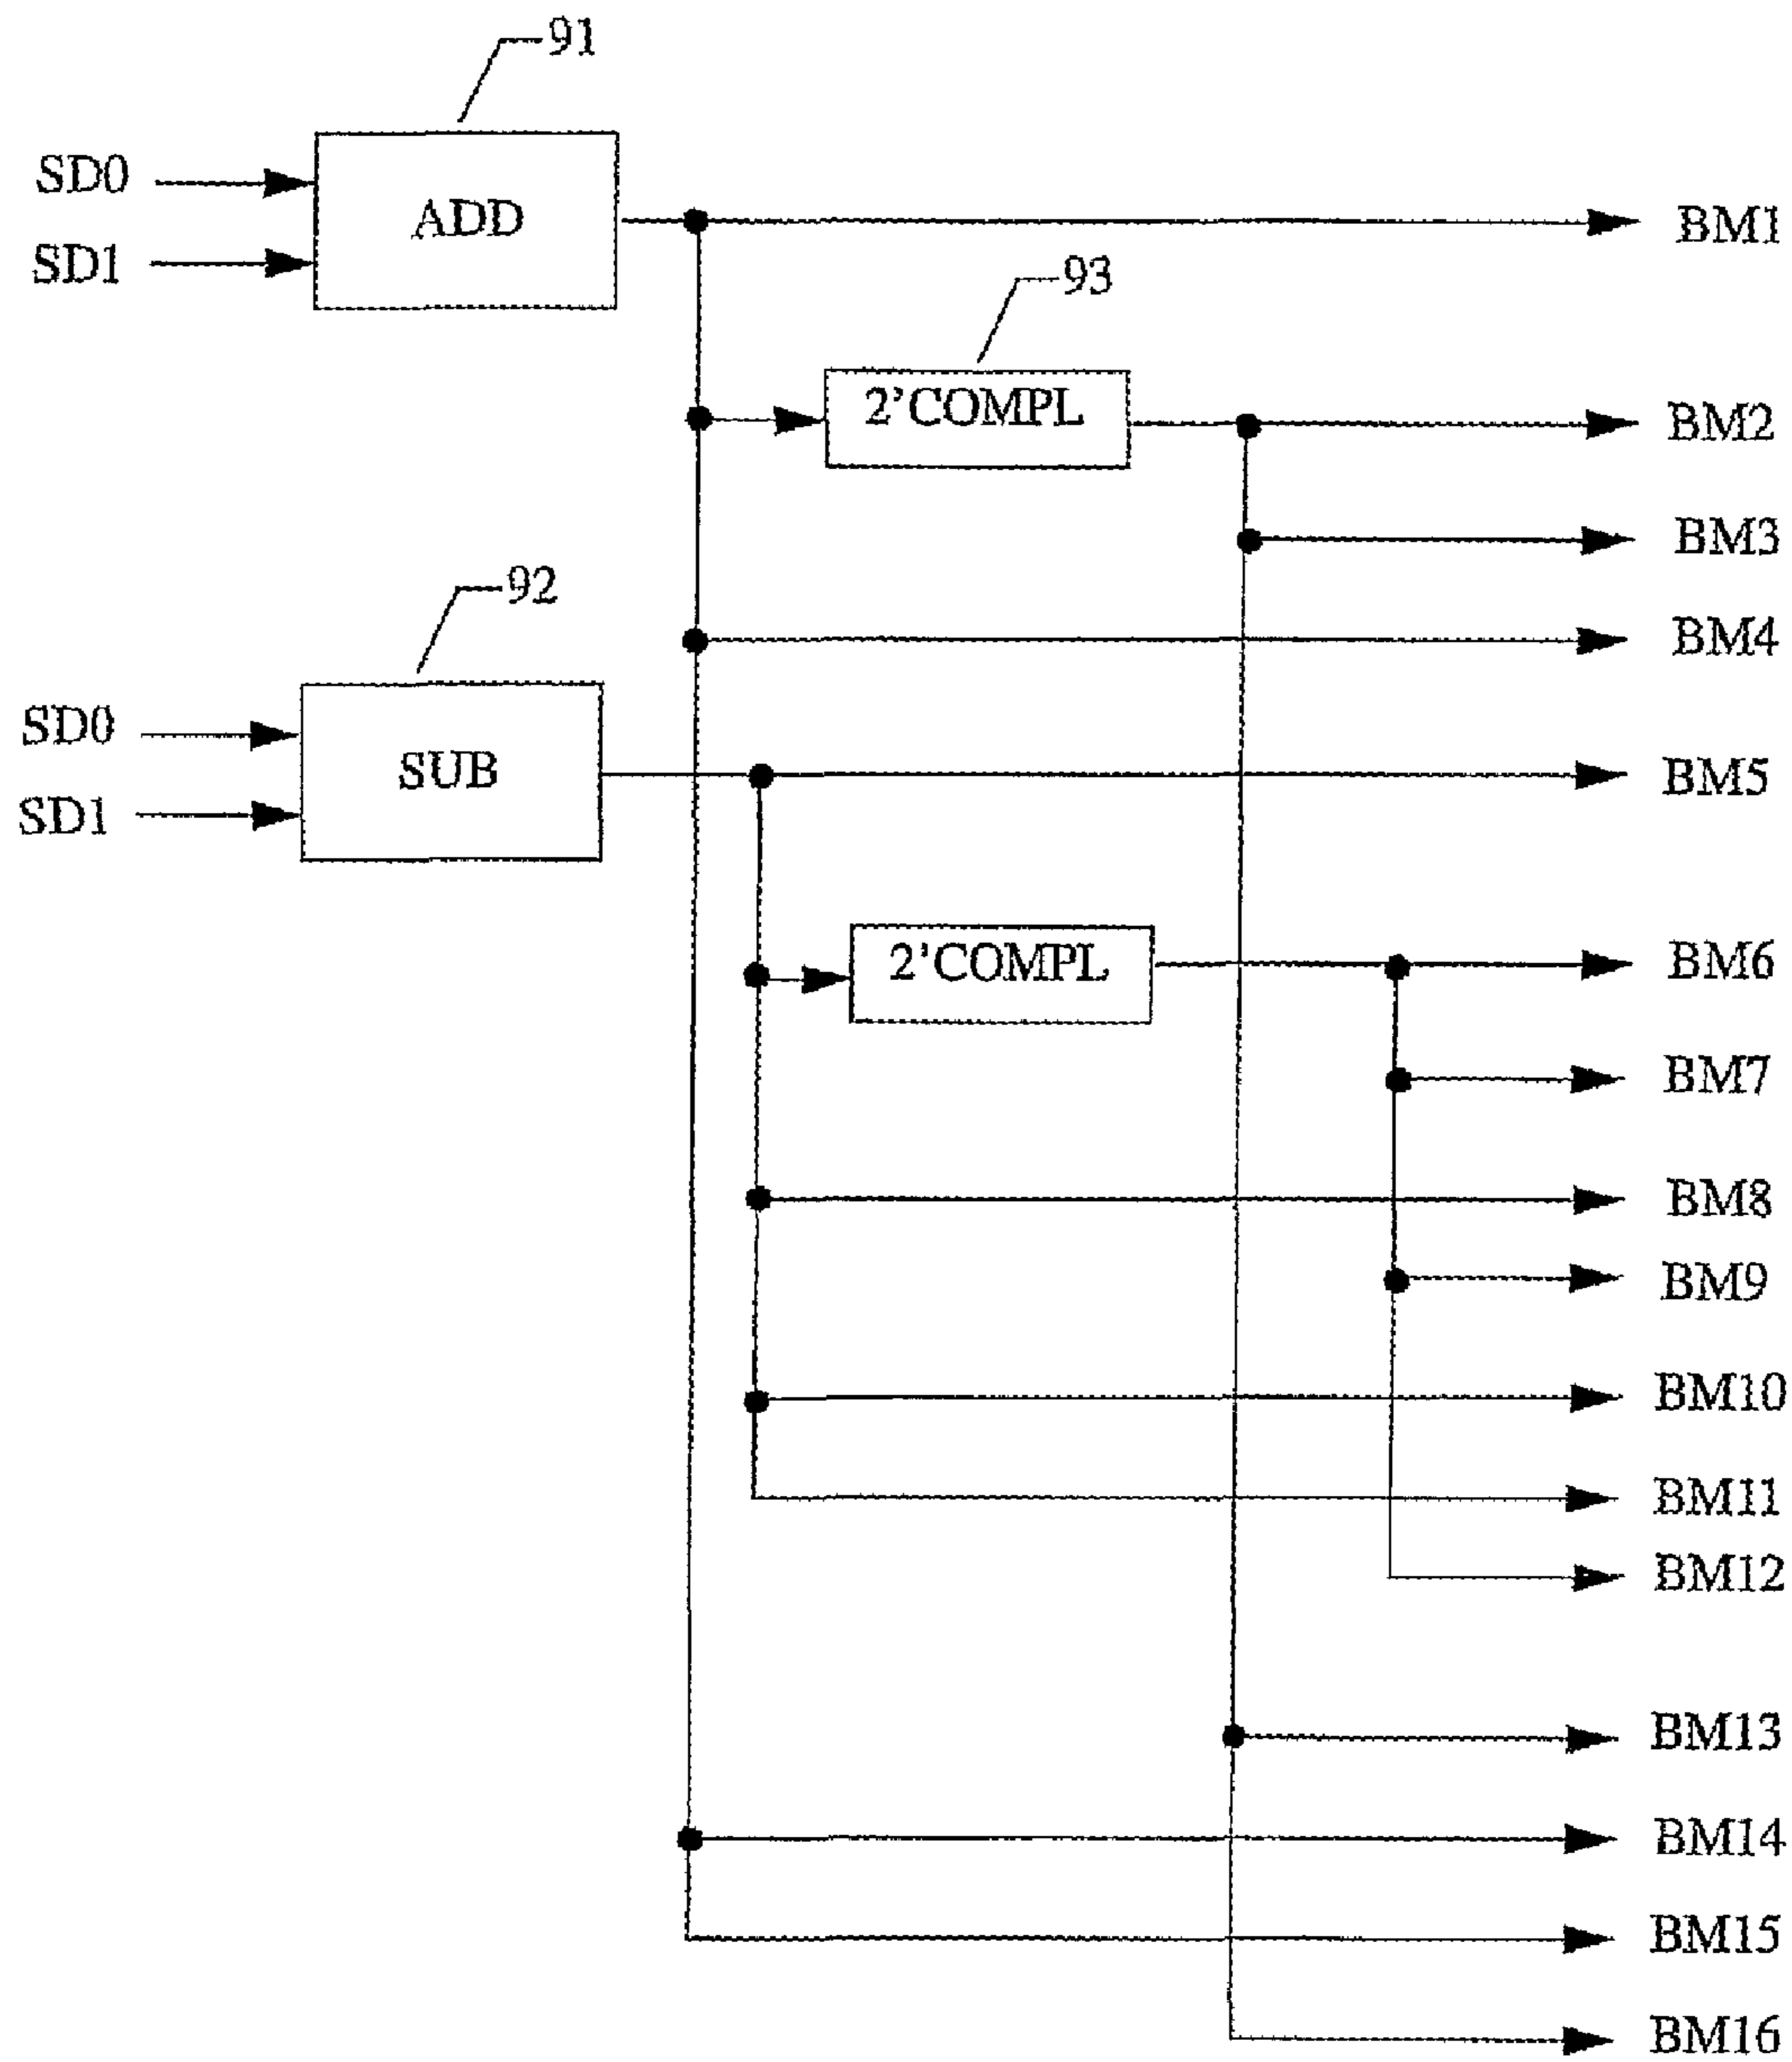 91
SD0
ADD
SD1
BM1
93
2'COMPL
BM2
BM3
92
BM4
SD0
SUB
SD1
BM5
2'COMPL
BM6
BM7
BM8
BM9
BM10
BM11
BM12
BM13
BM14
BM15
BM16